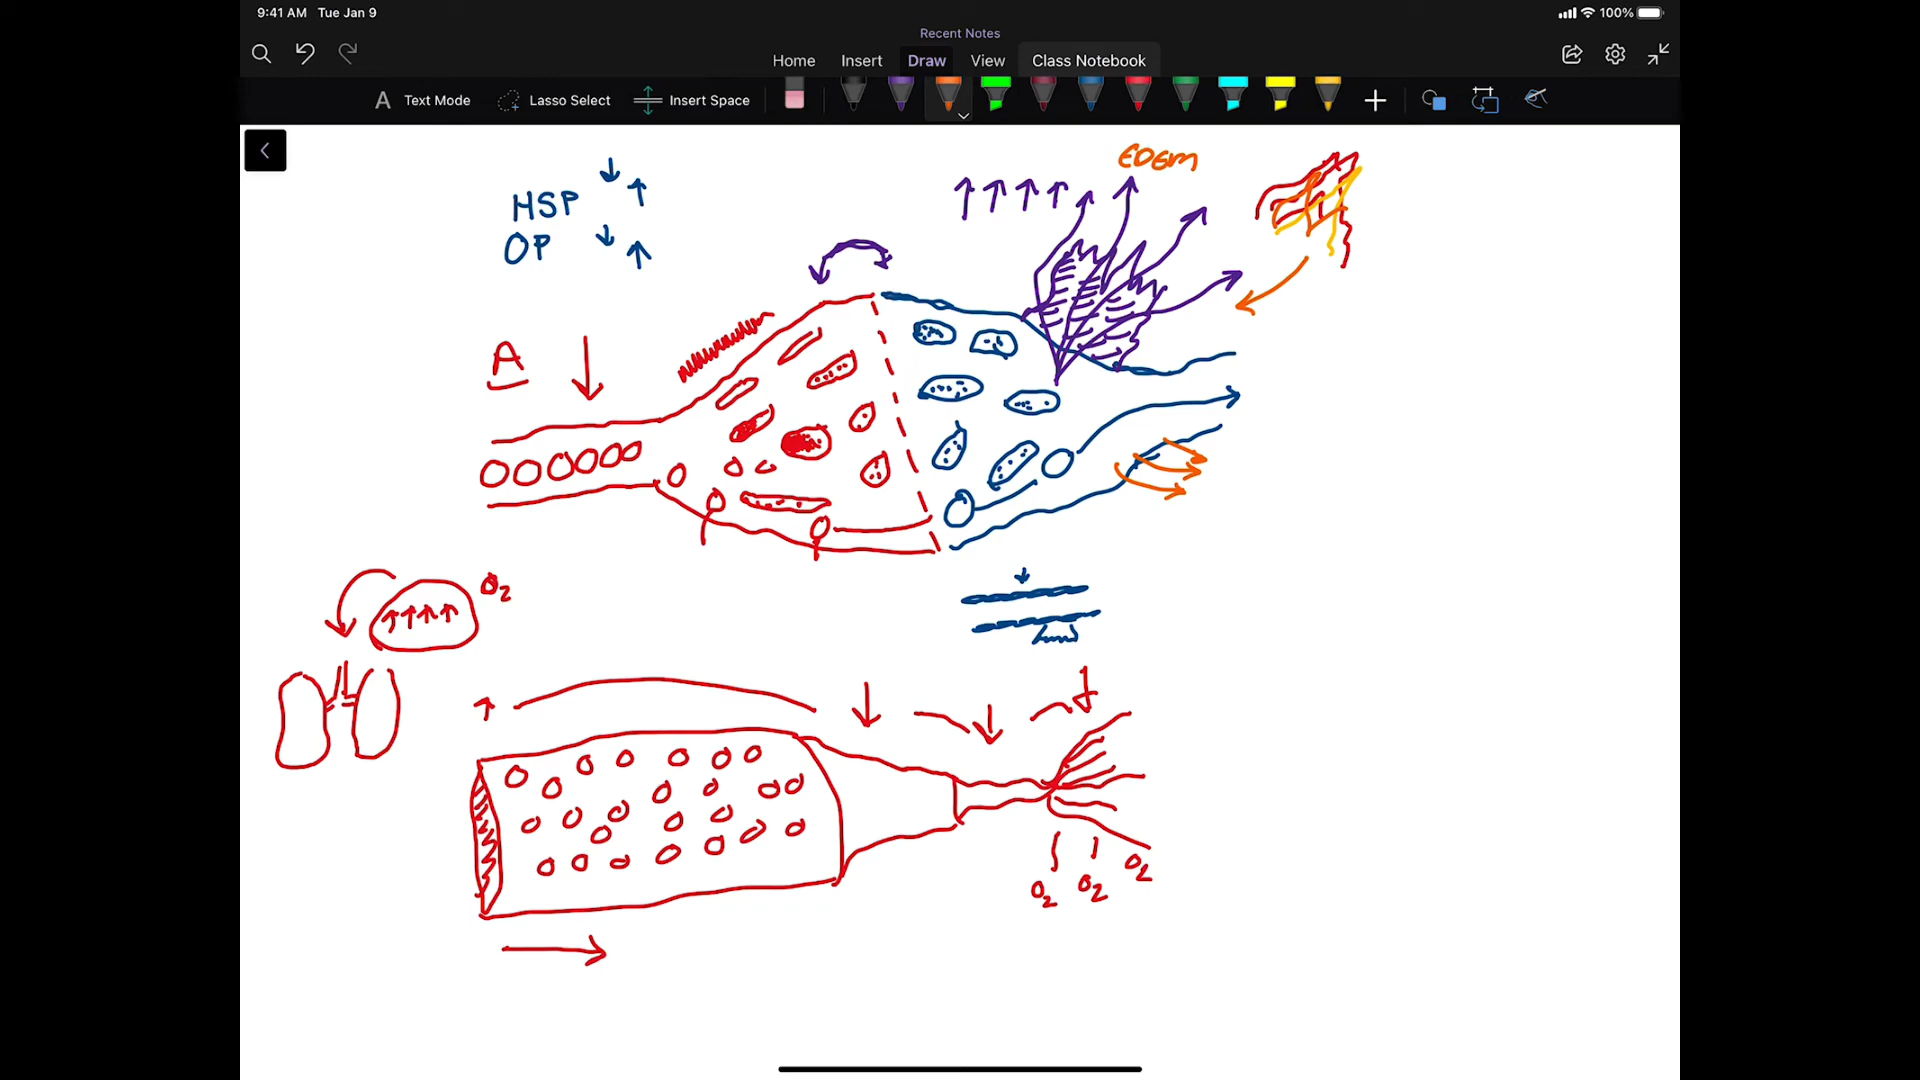 9:41 AM Tue Jan 9
100%
Recent Notes
Home Insert Draw View Class Notebook
A Text Mode Lasso Select Insert Space
EDEM
HSP ↓ ↑
OP ↓ ↑
↑ ↑ ↑ ↑
A ↓
↑↑↑↑ O₂
O₂ O₂ O₂